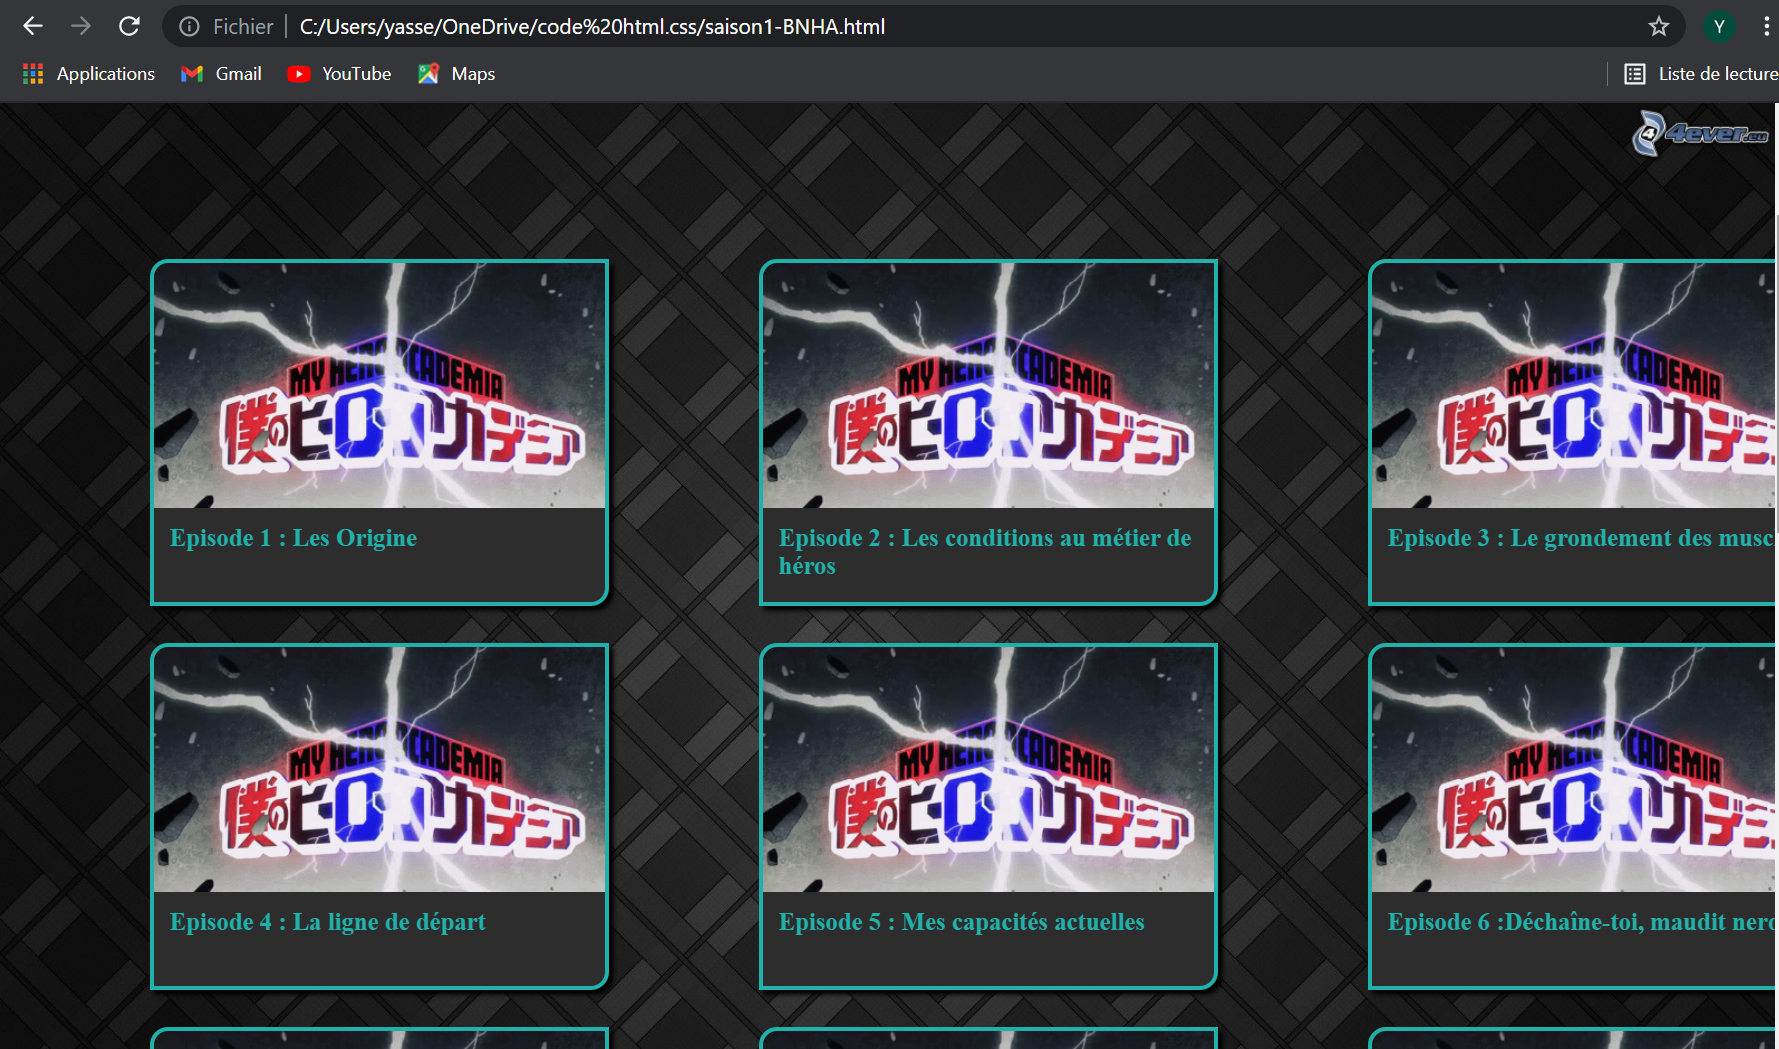 Fichier C:/Users/yasse/OneDrive/code%20html.css/saison1-BNHA.html Y
Applications Gmail YouTube Maps Liste de lecture
4 4ever.eu
MY HERO ACADEMIA MY HERO ACADEMIA MY HERO ACADEMIA
僕のヒーローアカデミア 僕のヒーローアカデミア 僕のヒーローアカデミ
Episode 1 : Les Origine
Episode 2 : Les conditions au métier de
héros
Episode 3 : Le grondement des musc
MY HERO ACADEMIA MY HERO ACADEMIA MY HERO ACADEMIA
僕のヒーローアカデミア 僕のヒーローアカデミア 僕のヒーローアカデミ
Episode 4 : La ligne de départ
Episode 5 : Mes capacités actuelles
Episode 6 :Déchaîne-toi, maudit nerd